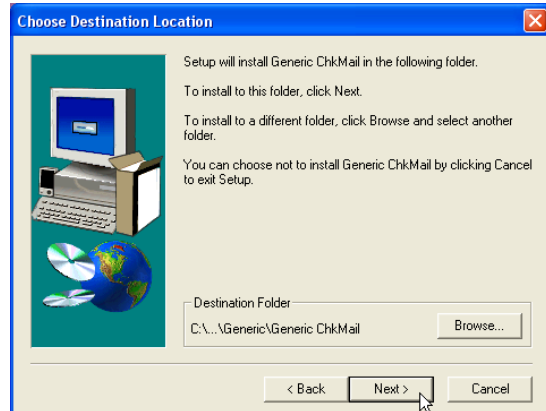 Choose Destination Location
Setup will install Generic ChkMail in the following folder.
To install to this folder, click Next.
To install to a different folder, click Browse and select another
folder.
You can choose not to install Generic ChkMail by clicking Cancel
to exit Setup.
Destination Folder
C:\...\Generic\Generic ChkMail
Browse...
< Back
Next >
Cancel